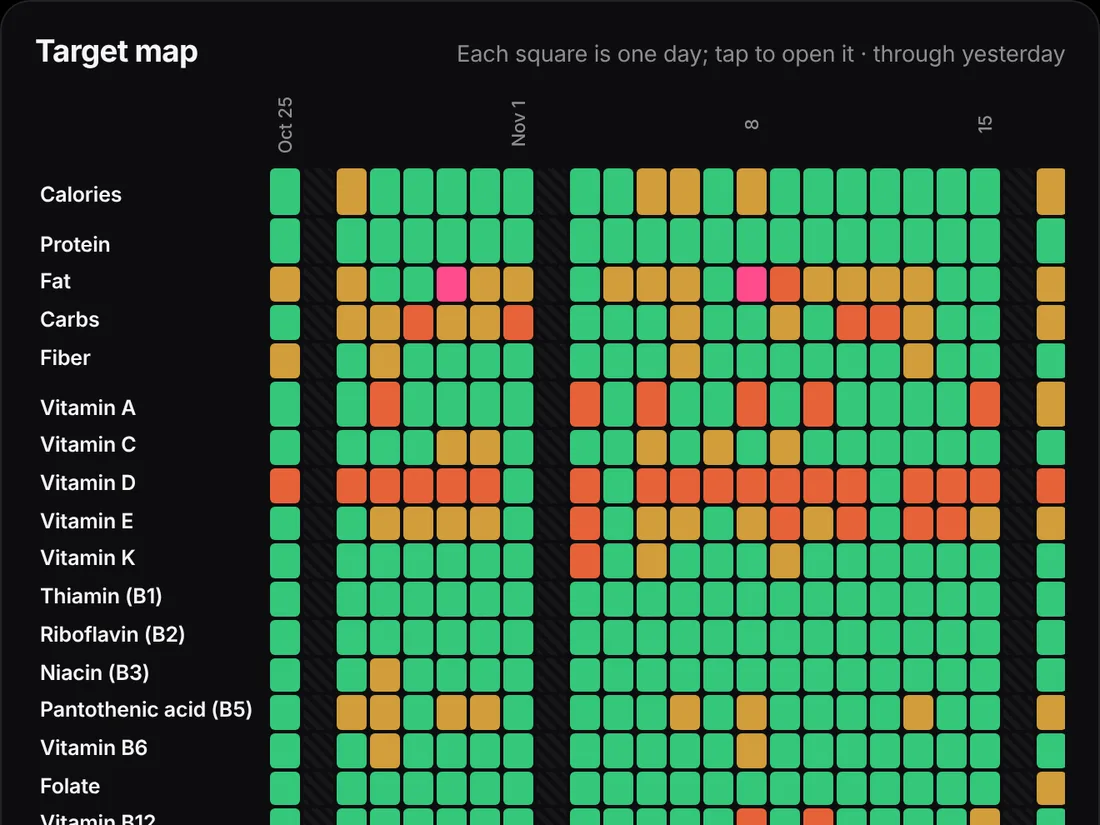 Target map
Each square is one day; tap to open it · through yesterday
Oct 25
Nov 1
8
15
Calories
Protein
Fat
Carbs
Fiber
Vitamin A
Vitamin C
Vitamin D
Vitamin E
Vitamin K
Thiamin (B1)
Riboflavin (B2)
Niacin (B3)
Pantothenic acid (B5)
Vitamin B6
Folate
Vitamin B12